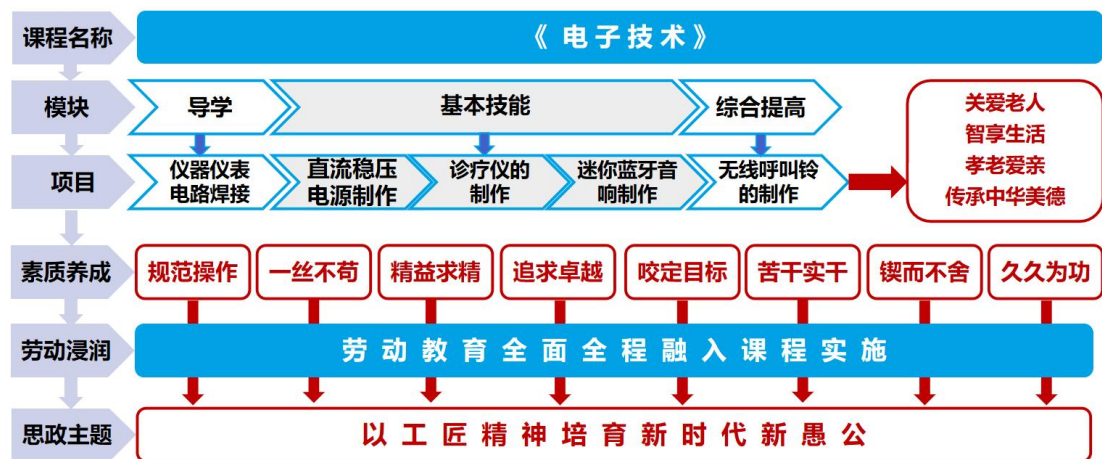 课程名称
《电子技术》
模块
导学
基本技能
综合提高
关爱老人
智享生活
孝老爱亲
传承中华美德
项目
仪器仪表
电路焊接
直流稳压
电源制作
诊疗仪的
制作
迷你蓝牙音
响制作
无线呼叫铃
的制作
素质养成
规范操作
一丝不苟
精益求精
追求卓越
咬定目标
苦干实干
锲而不舍
久久为功
劳动浸润
劳动教育全面全程融入课程实施
思政主题
以工匠精神培育新时代新愚公